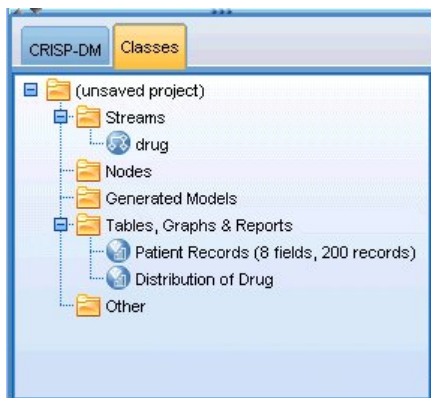 CRISP-DM Classes
(unsaved project)
Streams
drug
Nodes
Generated Models
Tables, Graphs & Reports
Patient Records (8 fields, 200 records)
Distribution of Drug
Other